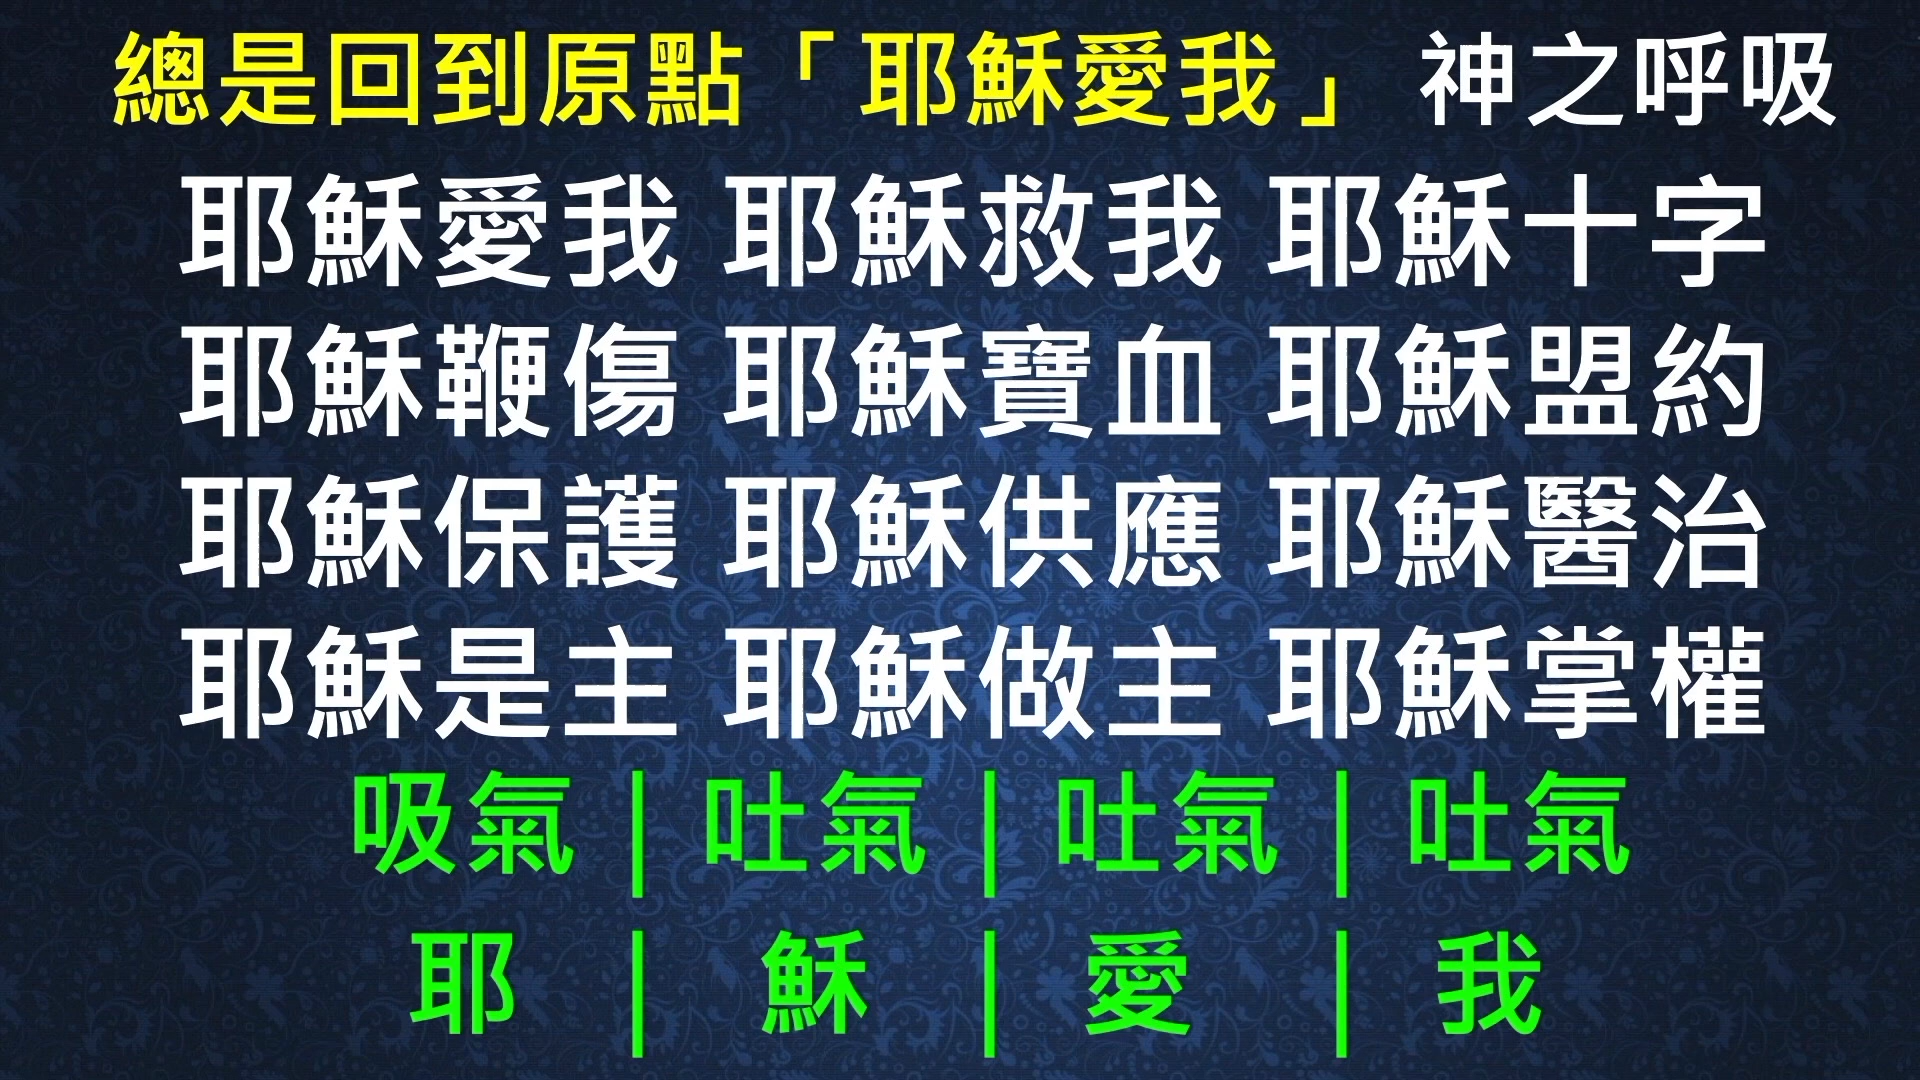 總是回到原點「耶穌愛我」 神之呼吸
耶穌愛我 耶穌救我 耶穌十字
耶穌鞭傷 耶穌寶血 耶穌盟約
耶穌保護 耶穌供應 耶穌醫治
耶穌是主 耶穌做主 耶穌掌權
吸氣｜吐氣｜吐氣｜吐氣
耶｜穌｜愛｜我